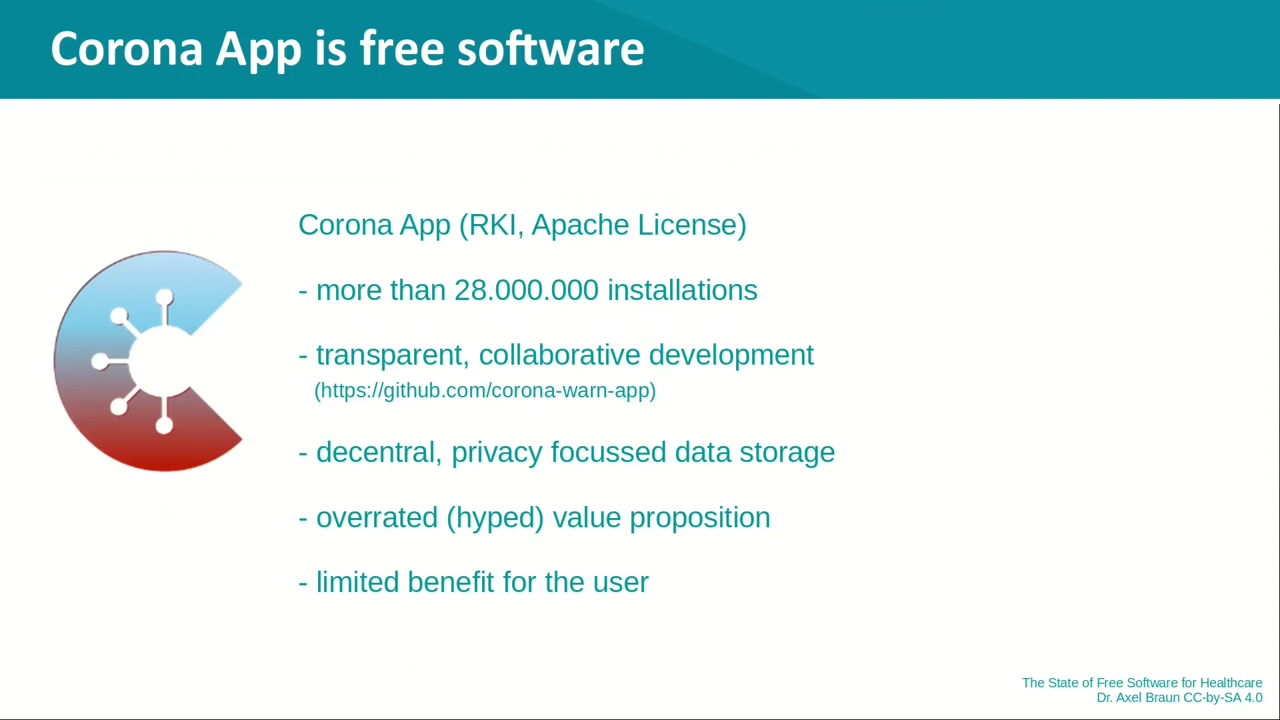 Corona App is free software
Corona App (RKI, Apache License)
- more than 28.000.000 installations
- transparent, collaborative development
(https://github.com/corona-warn-app)
- decentral, privacy focussed data storage
- overrated (hyped) value proposition
- limited benefit for the user
The State of Free Software for Healthcare
Dr. Axel Braun CC-by-SA 4.0